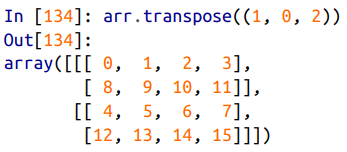 In [134]: arr.transpose((1, 0, 2))
Out[134]:
array([[[ 0, 1, 2, 3],
[ 8, 9, 10, 11]],
[[ 4, 5, 6, 7],
[12, 13, 14, 15]]])